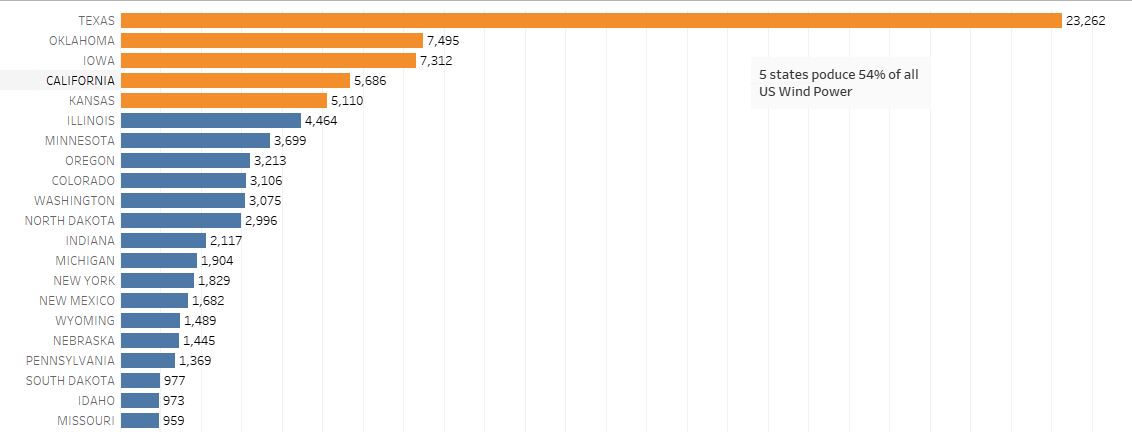 TEXAS 23,262
OKLAHOMA 7,495
IOWA 7,312
CALIFORNIA 5,686
5 states poduce 54% of all
US Wind Power
KANSAS 5,110
ILLINOIS 4,464
MINNESOTA 3,699
OREGON 3,213
COLORADO 3,106
WASHINGTON 3,075
NORTH DAKOTA 2,996
INDIANA 2,117
MICHIGAN 1,904
NEW YORK 1,829
NEW MEXICO 1,682
WYOMING 1,489
NEBRASKA 1,445
PENNSYLVANIA 1,369
SOUTH DAKOTA 977
IDAHO 973
MISSOURI 959